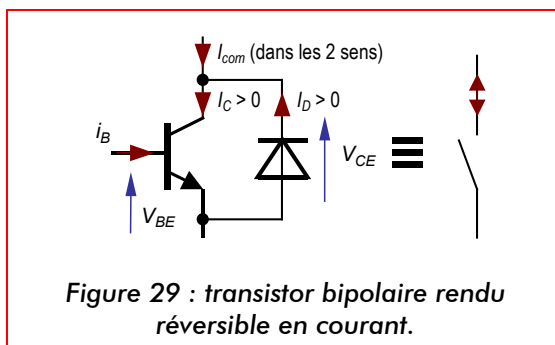 I_com (dans les 2 sens)
I_C > 0
I_D > 0
i_B
V_CE
V_BE
Figure 29 : transistor bipolaire rendu
réversible en courant.